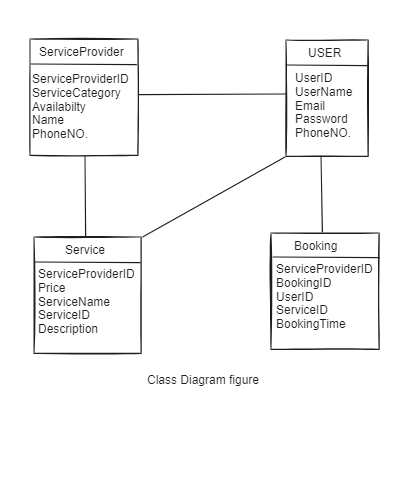 ServiceProvider
ServiceProviderID
ServiceCategory
Availabilty
Name
PhoneNO.
USER
UserID
UserName
Email
Password
PhoneNO.
Service
ServiceProviderID
Price
ServiceName
ServiceID
Description
Booking
ServiceProviderID
BookingID
UserID
ServiceID
BookingTime
Class Diagram figure